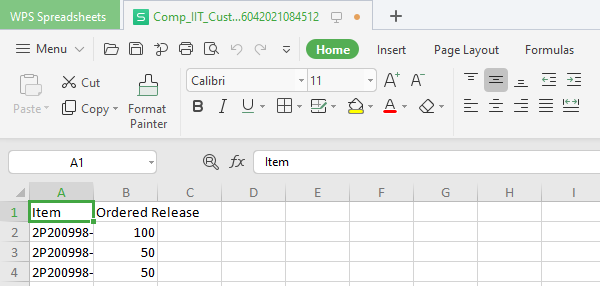 WPS Spreadsheets
S Comp_IIT_Cust...6042021084512
Menu Home Insert Page Layout Formulas
Paste Cut Calibri 11 A+ A-
Copy Format Painter B I U A
A1 fx Item
A B C D E F G H I
1 Item Ordered Release
2 2P200998- 100
3 2P200998- 50
4 2P200998- 50